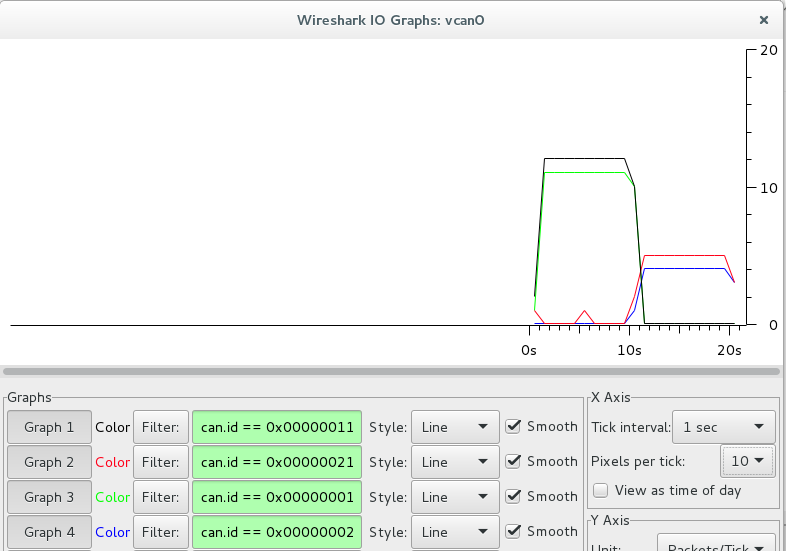 Wireshark IO Graphs: vcan0
20
10
0
0s 10s 20s
Graphs
Graph 1 Color Filter: can.id == 0x00000011 Style: Line Smooth
Graph 2 Color Filter: can.id == 0x00000021 Style: Line Smooth
Graph 3 Color Filter: can.id == 0x00000001 Style: Line Smooth
Graph 4 Color Filter: can.id == 0x00000002 Style: Line Smooth
X Axis
Tick interval: 1 sec
Pixels per tick: 10
View as time of day
Y Axis
Unit: Packets/Tick